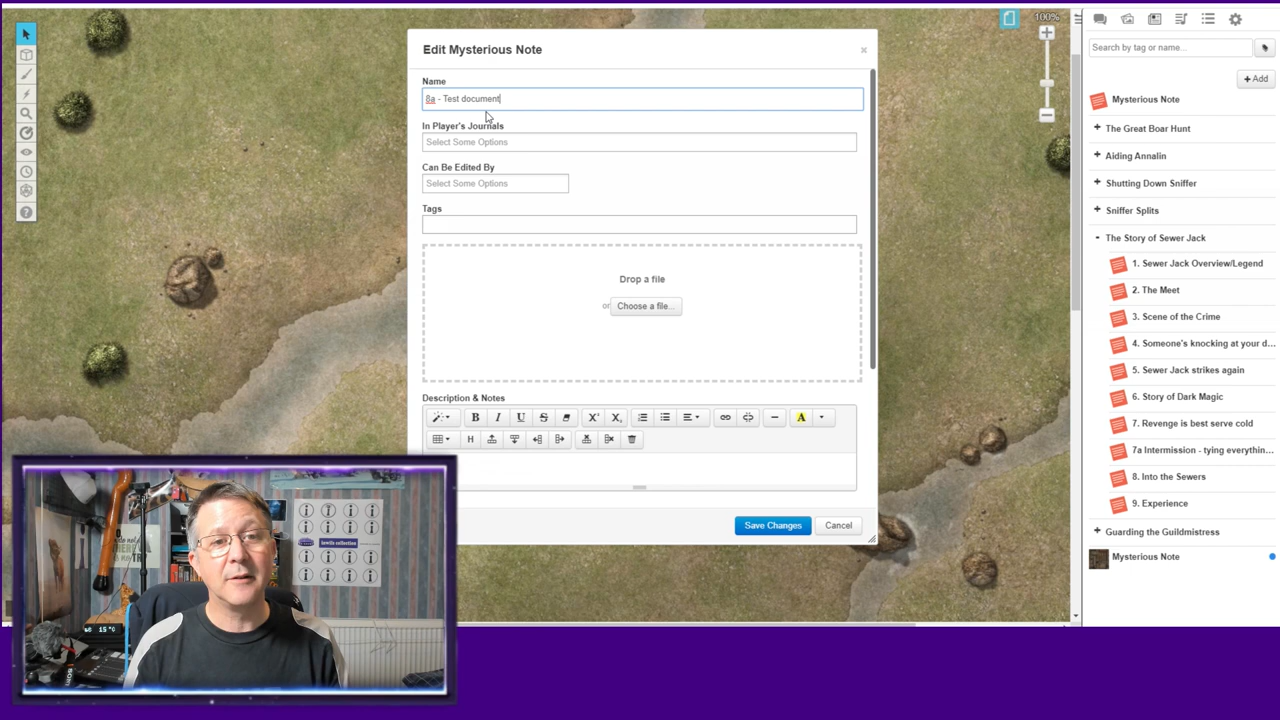 100%
Search by tag or name...
+ Add
Edit Mysterious Note
×
Name
8a - Test document
In Player's Journals
Select Some Options
Can Be Edited By
Select Some Options
Tags
Drop a file
or Choose a file...
Description & Notes
B I U S X² X₂ A
H
Save Changes Cancel
Mysterious Note
The Great Boar Hunt
Aiding Annalin
Shutting Down Sniffer
Sniffer Splits
The Story of Sewer Jack
1. Sewer Jack Overview/Legend
2. The Meet
3. Scene of the Crime
4. Someone's knocking at your d...
5. Sewer Jack strikes again
6. Story of Dark Magic
7. Revenge is best serve cold
7a Intermission - tying everythin...
8. Into the Sewers
9. Experience
Guarding the Guildmistress
Mysterious Note
15°C